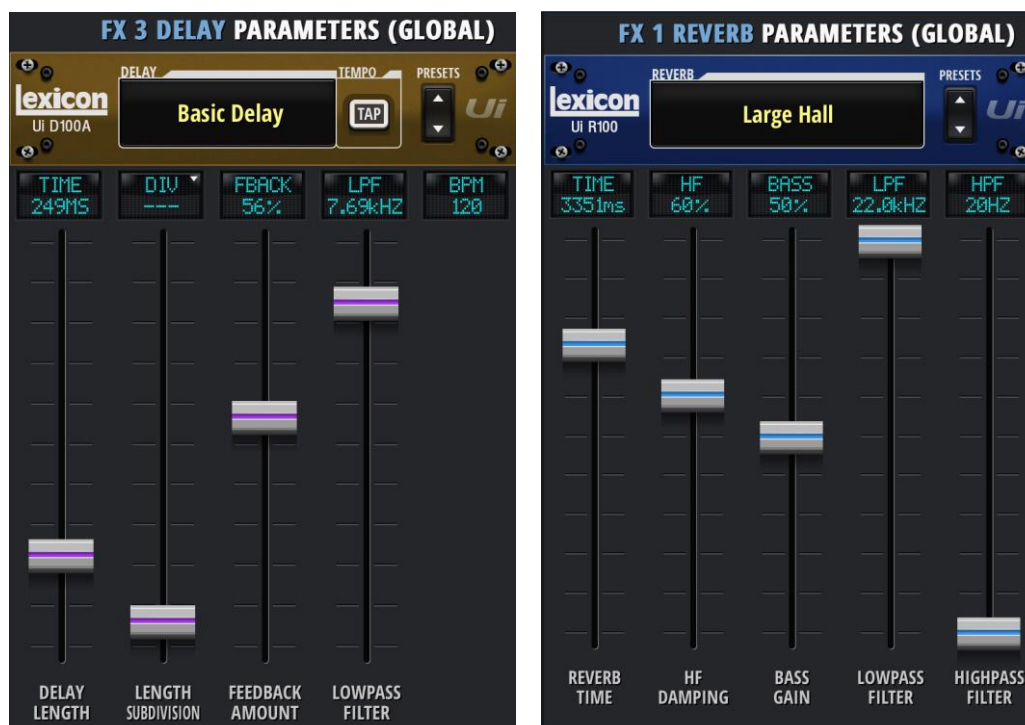 FX 3 DELAY PARAMETERS (GLOBAL)
DELAY
TEMPO
PRESETS
lexicon
Ui D100A
Basic Delay
TAP
Ui
TIME
249MS
DIV
---
FBACK
56%
LPF
7.69kHZ
BPM
120
DELAY
LENGTH
LENGTH
SUBDIVISION
FEEDBACK
AMOUNT
LOWPASS
FILTER
FX 1 REVERB PARAMETERS (GLOBAL)
REVERB
PRESETS
lexicon
Ui R100
Large Hall
Ui
TIME
3351ms
HF
60%
BASS
50%
LPF
22.0kHZ
HPF
20HZ
REVERB
TIME
HF
DAMPING
BASS
GAIN
LOWPASS
FILTER
HIGHPASS
FILTER